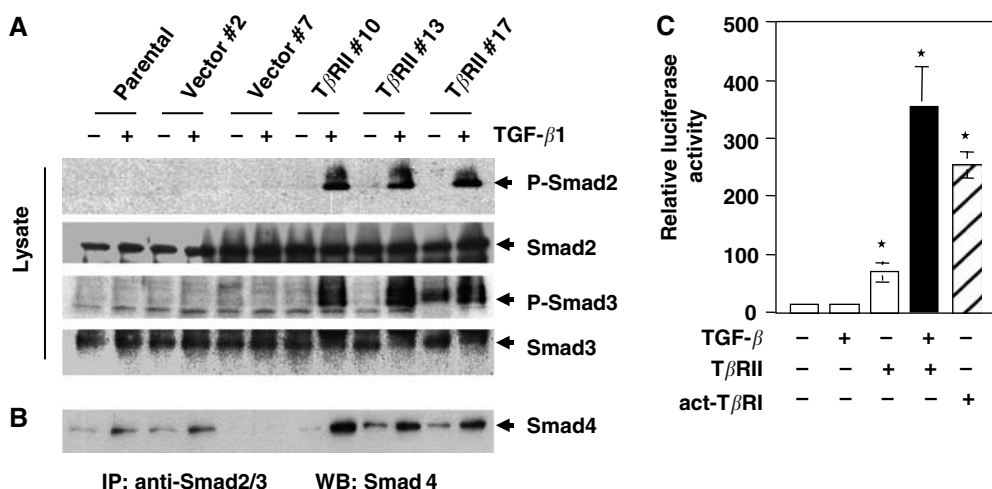 A
Parental
Vector #2
Vector #7
TβRII #10
TβRII #13
TβRII #17
– + – + – + – + – + – + TGF-β1
Lysate
P-Smad2
Smad2
P-Smad3
Smad3
B
Smad4
IP: anti-Smad2/3 WB: Smad 4
C
Relative luciferase
activity
500
400
300
200
100
0
★
★
★
TGF-β – + – + –
TβRII – – + + –
act-TβRI – – – – +